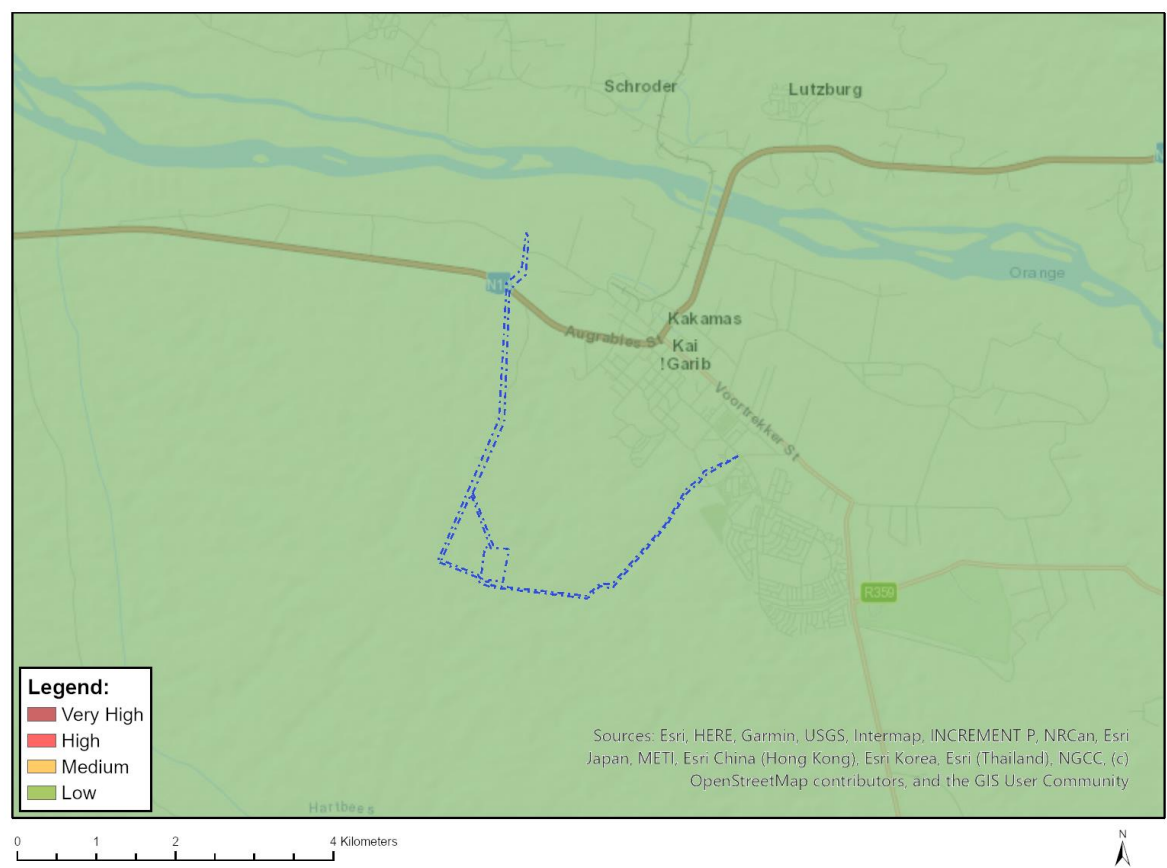 Schroder
Lutzburg
N1
Orange
Kakamas
Augrabies St
Kai
!Garib
Voortrekker St
R359
Legend:
Very High
High
Medium
Low
Sources: Esri, HERE, Garmin, USGS, Intermap, INCREMENT P, NRCan, Esri
Japan, METI, Esri China (Hong Kong), Esri Korea, Esri (Thailand), NGCC, (c)
OpenStreetMap contributors, and the GIS User Community
Hartbees
0 1 2 4 Kilometers
N